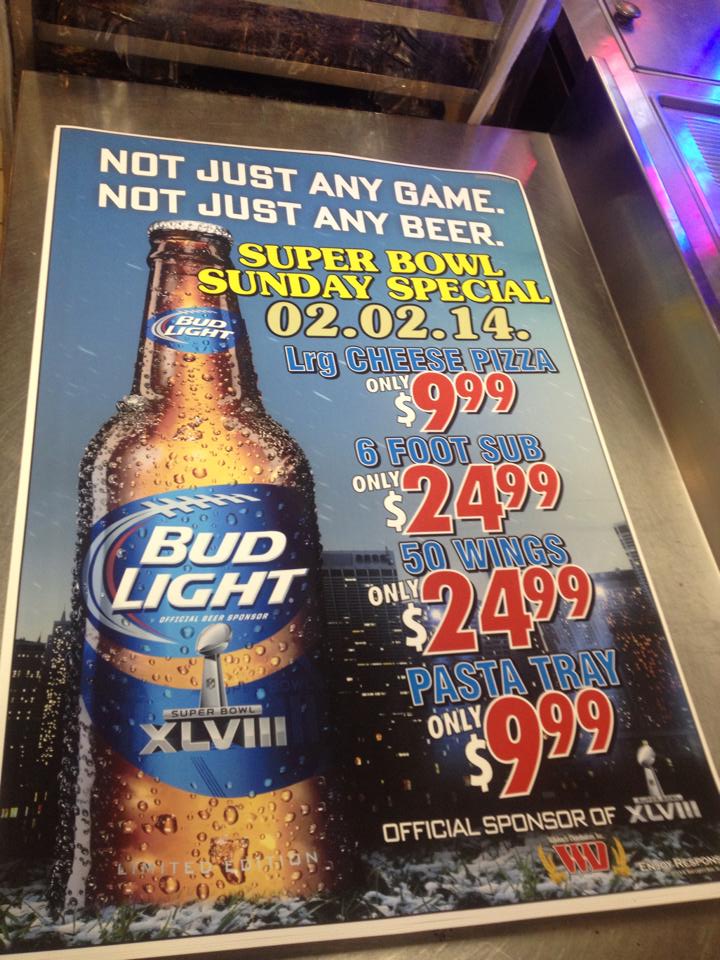 NOT JUST ANY GAME.
NOT JUST ANY BEER.
SUPER BOWL
SUNDAY SPECIAL
02.02.14.
Lrg CHEESE PIZZA
ONLY
$999
6 FOOT SUB
ONLY
$2499
50 WINGS
ONLY
$2499
PASTA TRAY
ONLY
$999
BUD
LIGHT
BUD
LIGHT
OFFICIAL BEER SPONSOR
SUPER BOWL
XLVIII
LIMITED EDITION
OFFICIAL SPONSOR OF
XLVIII
ENJOY RESPONS